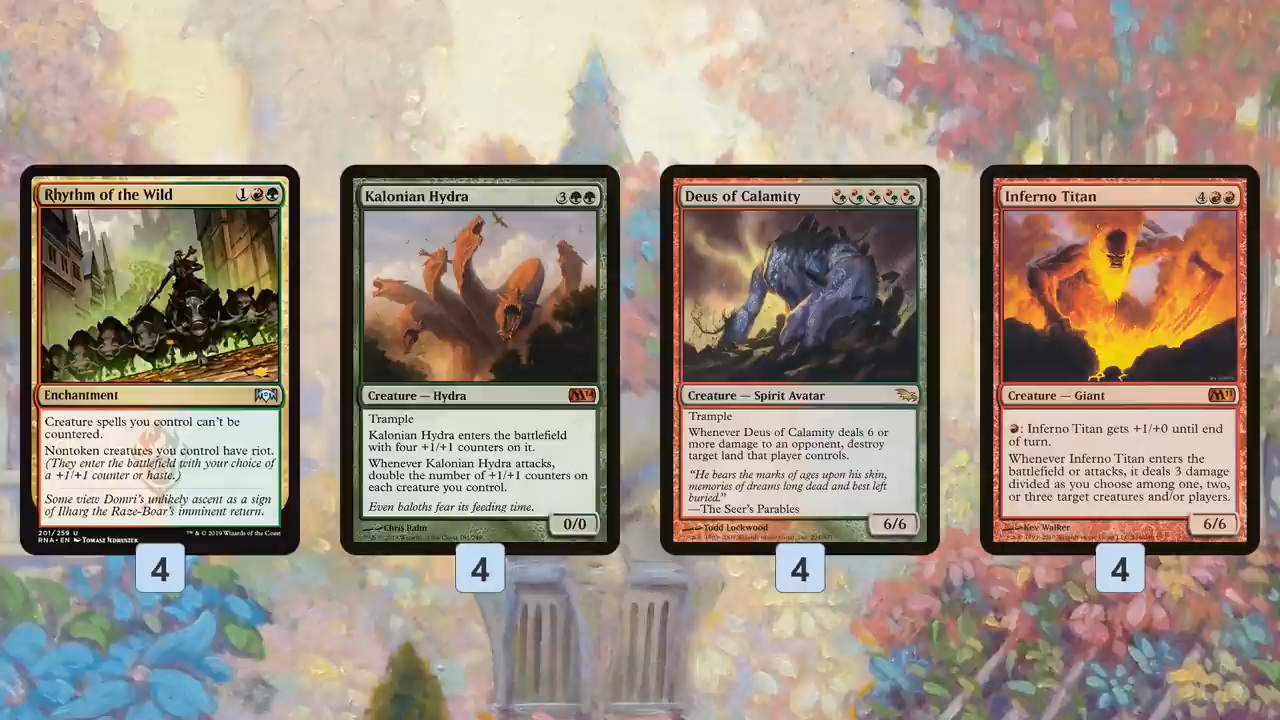 Rhythm of the Wild 1
Enchantment
Creature spells you control can't be
countered.
Nontoken creatures you control have riot.
(They enter the battlefield with your choice of
a +1/+1 counter or haste.)
Some view Domri's unlikely ascent as a sign
of Ilharg the Raze-Boar's imminent return.
201/259 U
RNA • EN Tomasz Jedruszek
™ & © 2019 Wizards of the Coast
4
Kalonian Hydra 3
Creature — Hydra
M14
Trample
Kalonian Hydra enters the battlefield
with four +1/+1 counters on it.
Whenever Kalonian Hydra attacks,
double the number of +1/+1 counters on
each creature you control.
Even baloths fear its feeding time.
0/0
Chris Rahn
4
Deus of Calamity
Creature — Spirit Avatar
Trample
Whenever Deus of Calamity deals 6 or
more damage to an opponent, destroy
target land that player controls.
"He bears the marks of ages upon his skin,
memories of dreams long dead and best left
buried."
—The Seer's Parables
6/6
Todd Lockwood
4
Inferno Titan 4
Creature — Giant
M11
: Inferno Titan gets +1/+0 until end
of turn.
Whenever Inferno Titan enters the
battlefield or attacks, it deals 3 damage
divided as you choose among one, two,
or three target creatures and/or players.
6/6
Kev Walker
4